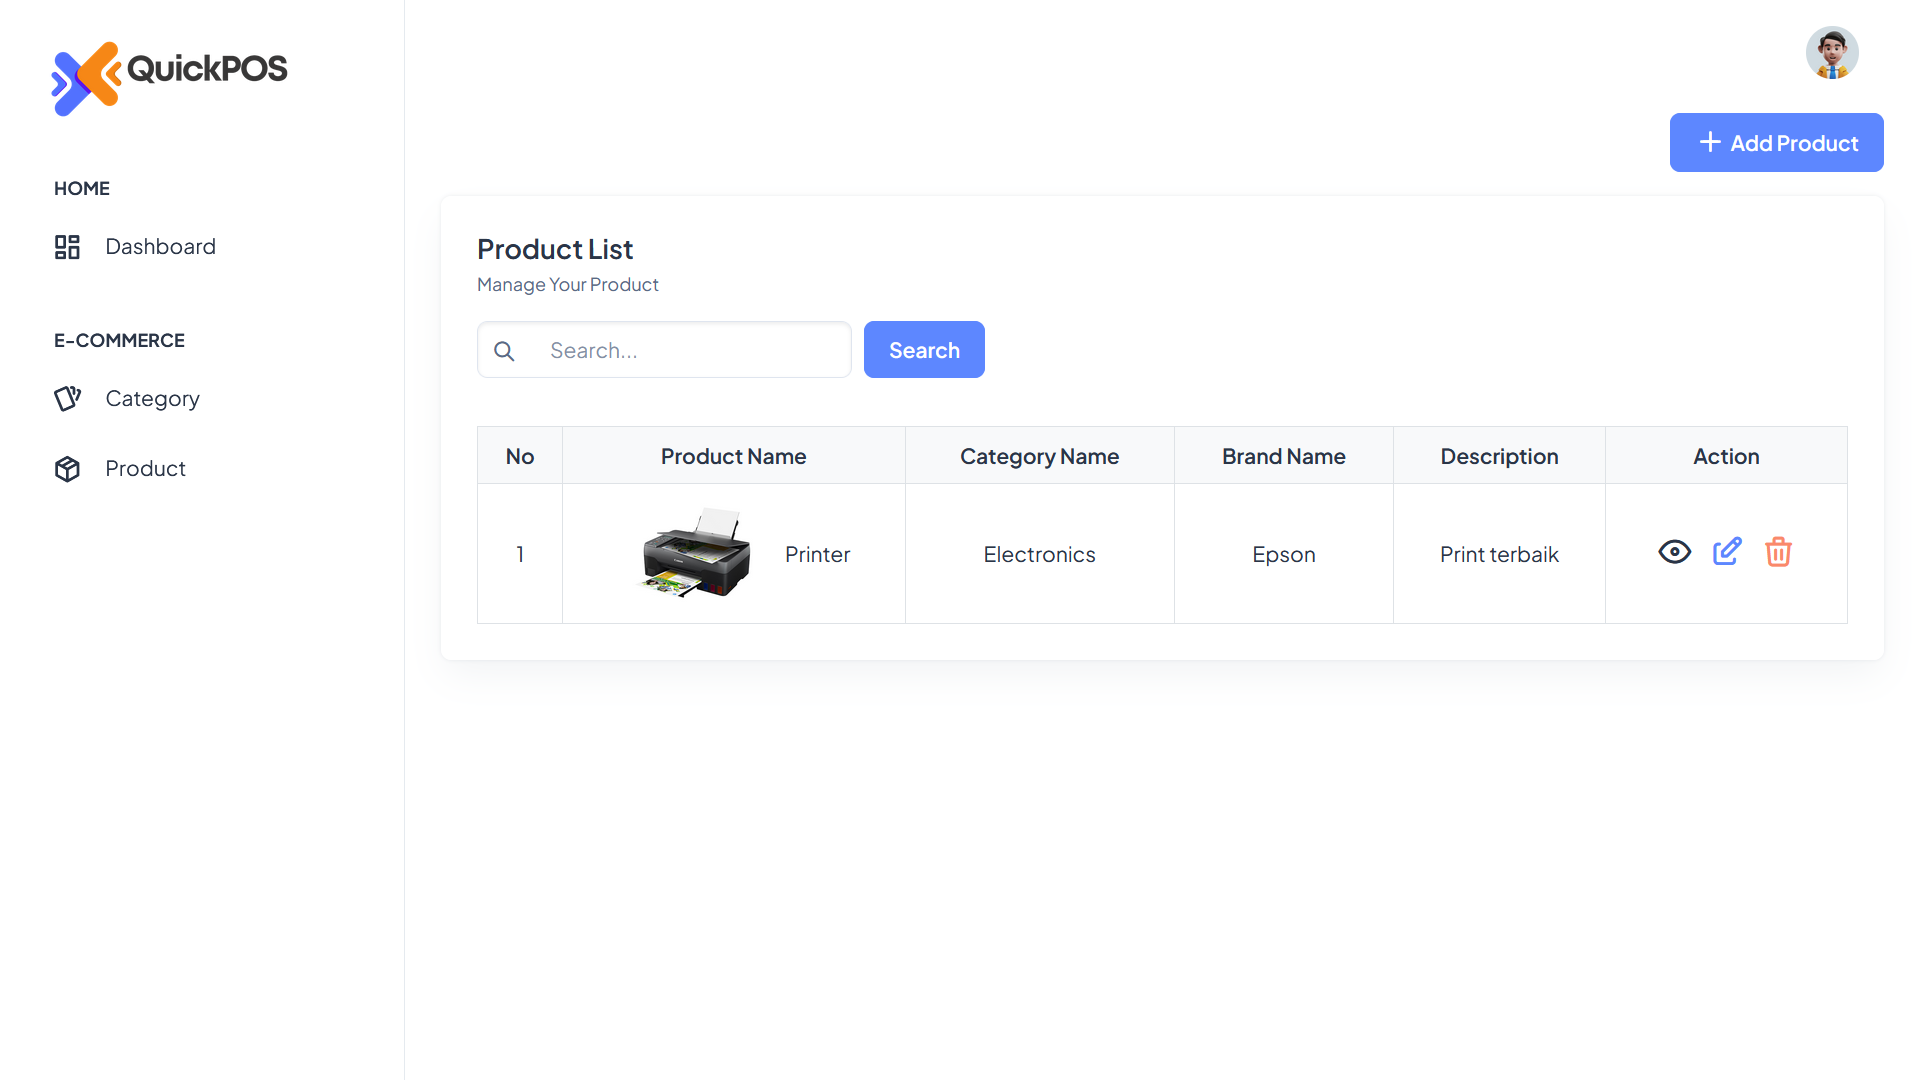 QuickPOS
Add Product
HOME
Dashboard
E-COMMERCE
Category
Product
Product List
Manage Your Product
Search...
Search
No Product Name Category Name Brand Name Description Action
1 Printer Electronics Epson Print terbaik